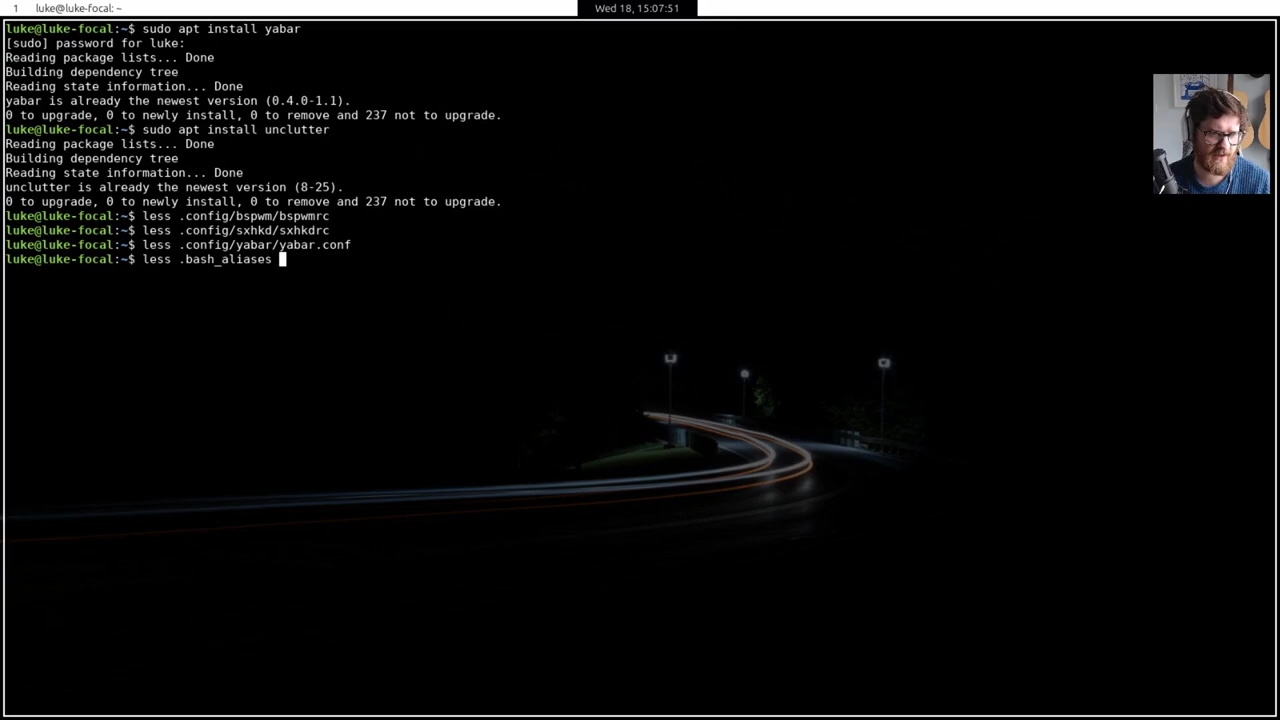 1 luke@luke-focal: ~ Wed 18, 15:07:51
luke@luke-focal:~$ sudo apt install yabar
[sudo] password for luke:
Reading package lists... Done
Building dependency tree
Reading state information... Done
yabar is already the newest version (0.4.0-1.1).
0 to upgrade, 0 to newly install, 0 to remove and 237 not to upgrade.
luke@luke-focal:~$ sudo apt install unclutter
Reading package lists... Done
Building dependency tree
Reading state information... Done
unclutter is already the newest version (8-25).
0 to upgrade, 0 to newly install, 0 to remove and 237 not to upgrade.
luke@luke-focal:~$ less .config/bspwm/bspwmrc
luke@luke-focal:~$ less .config/sxhkd/sxhkdrc
luke@luke-focal:~$ less .config/yabar/yabar.conf
luke@luke-focal:~$ less .bash_aliases